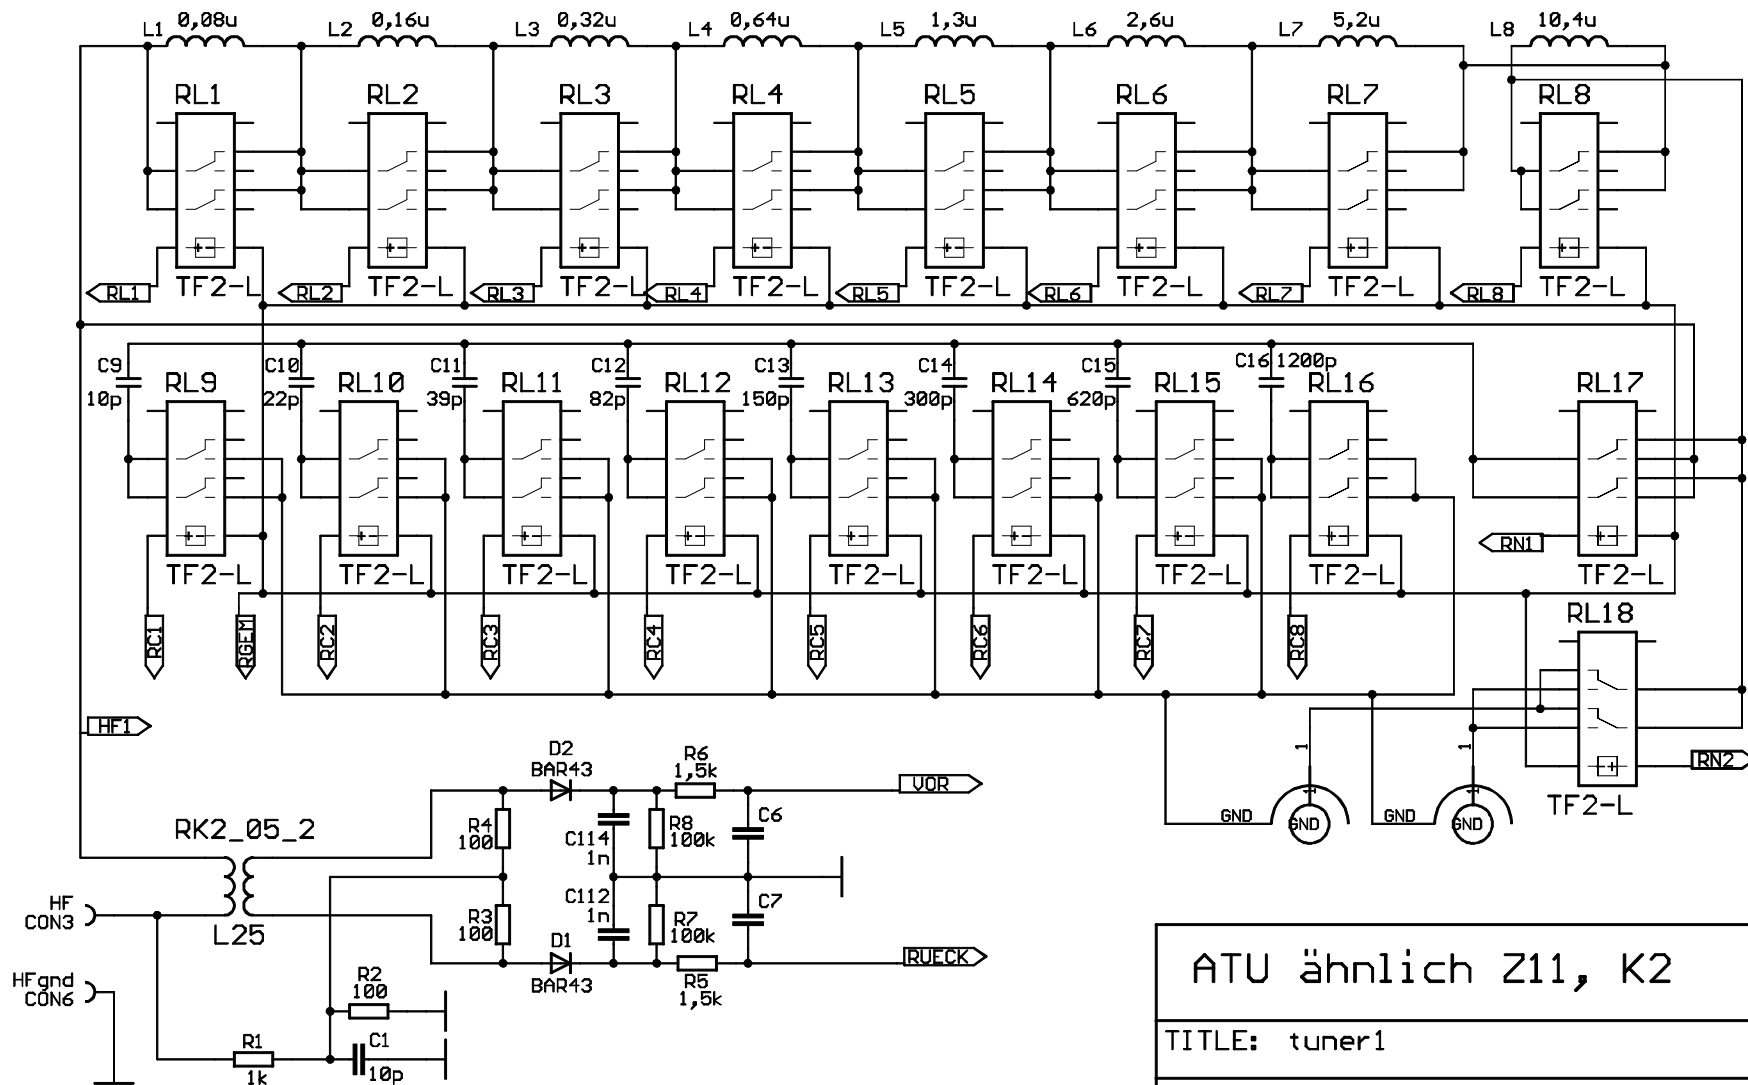 L1 0,08u L2 0,16u L3 0,32u L4 0,64u L5 1,3u L6 2,6u L7 5,2u L8 10,4u
RL1 RL2 RL3 RL4 RL5 RL6 RL7 RL8
TF2-L TF2-L TF2-L TF2-L TF2-L TF2-L TF2-L TF2-L
RL1 RL2 RL3 RL4 RL5 RL6 RL7 RL8
C9 C10 C11 C12 C13 C14 C15 C16 1200p
RL9 RL10 RL11 RL12 RL13 RL14 RL15 RL16 RL17
10p 22p 39p 82p 150p 300p 620p
RN1
TF2-L TF2-L TF2-L TF2-L TF2-L TF2-L TF2-L TF2-L TF2-L
RC1 RGEM RC2 RC3 RC4 RC5 RC6 RC7 RC8
RL18
HF1
1 1
RN2
TF2-L
1 1
GND GND GND GND
D2
BAR43
R6
1,5k
VOR
RK2_05_2
R4
100
C114
1n
R8
100k
C6
HF
CON3
L25
R3
100
C112
1n
R7
100k
C7
D1
BAR43
R5
1,5k
RUECK
HFgnd
CON6
R2
100
R1
1k
C1
10p
ATU ähnlich Z11, K2
TITLE: tuner1